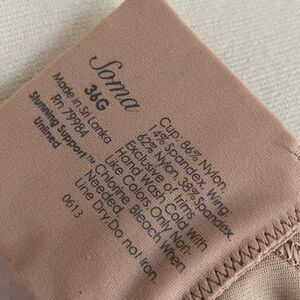 Soma
36G
Made in Sri Lanka
Rn 79984
Stunning Support™
Unlined
Cup: 86% Nylon,
14% Spandex, Wing:
62% Nylon, 38% Spandex.
Exclusive of trims
Hand Wash Cold with
Like Colors Only Non-
Chlorine Bleach When
Needed.
Line Dry. Do not Iron.
0613